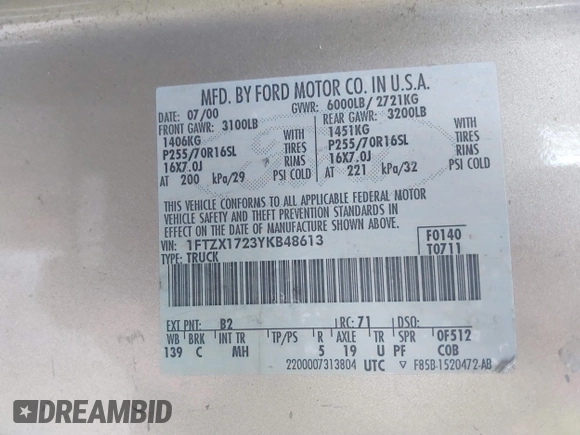 MFD. BY FORD MOTOR CO. IN U.S.A.
DATE: 07/00 GVWR: 6000LB/ 2721KG
FRONT GAWR: 3100LB REAR GAWR: 3200LB
1406KG WITH 1451KG WITH
P255/70R16SL TIRES P255/70R16SL TIRES
16X7.0J RIMS 16X7.0J RIMS
AT 200 kPa/29 PSI COLD AT 221 kPa/32 PSI COLD
THIS VEHICLE CONFORMS TO ALL APPLICABLE FEDERAL MOTOR
VEHICLE SAFETY AND THEFT PREVENTION STANDARDS IN
EFFECT ON THE DATE OF MANUFACTURE SHOWN ABOVE.
VIN: 1FTZX1723YKB48613 F0140
TYPE: TRUCK T0711
EXT PNT: B2 RC: 71 DSO:
WB BRK INT TR TP/PS R AXLE TR SPR 0F512
139 C MH 5 19 U PF COB
2200007313804 UTC ▽ F85B-1520472-AB
DREAMBID